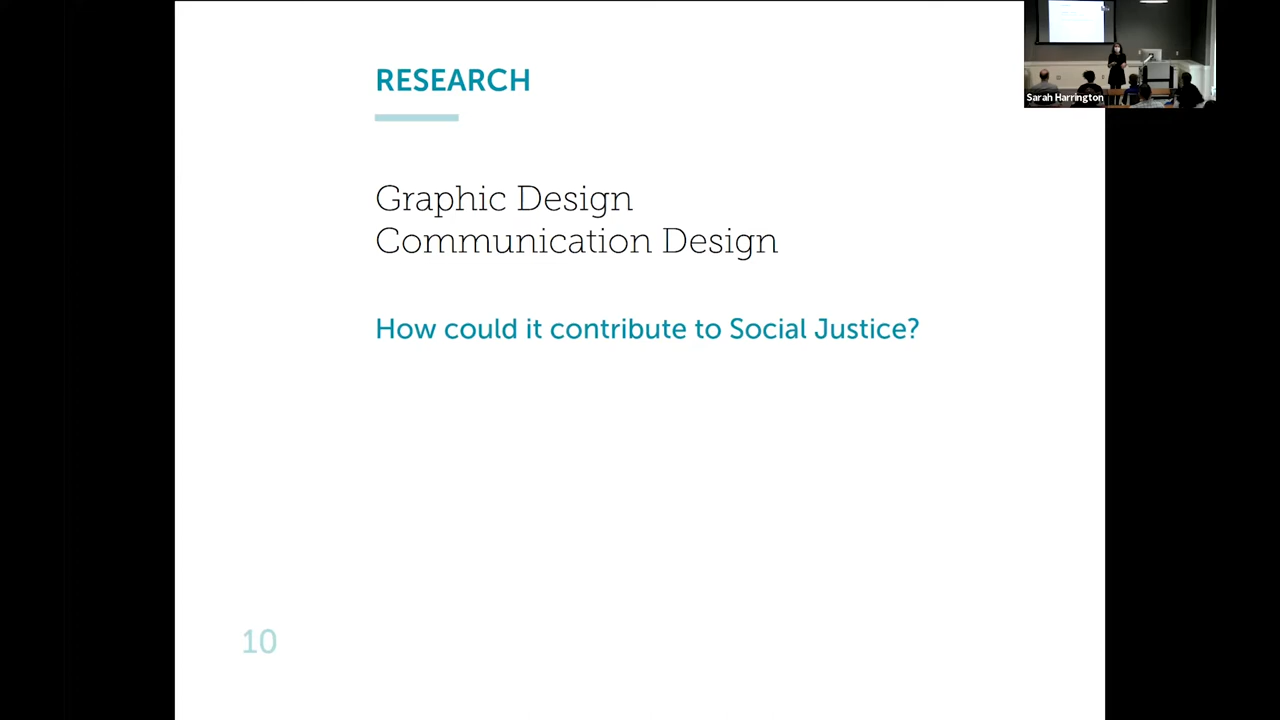 RESEARCH
Graphic Design
Communication Design
How could it contribute to Social Justice?
10
Sarah Harrington